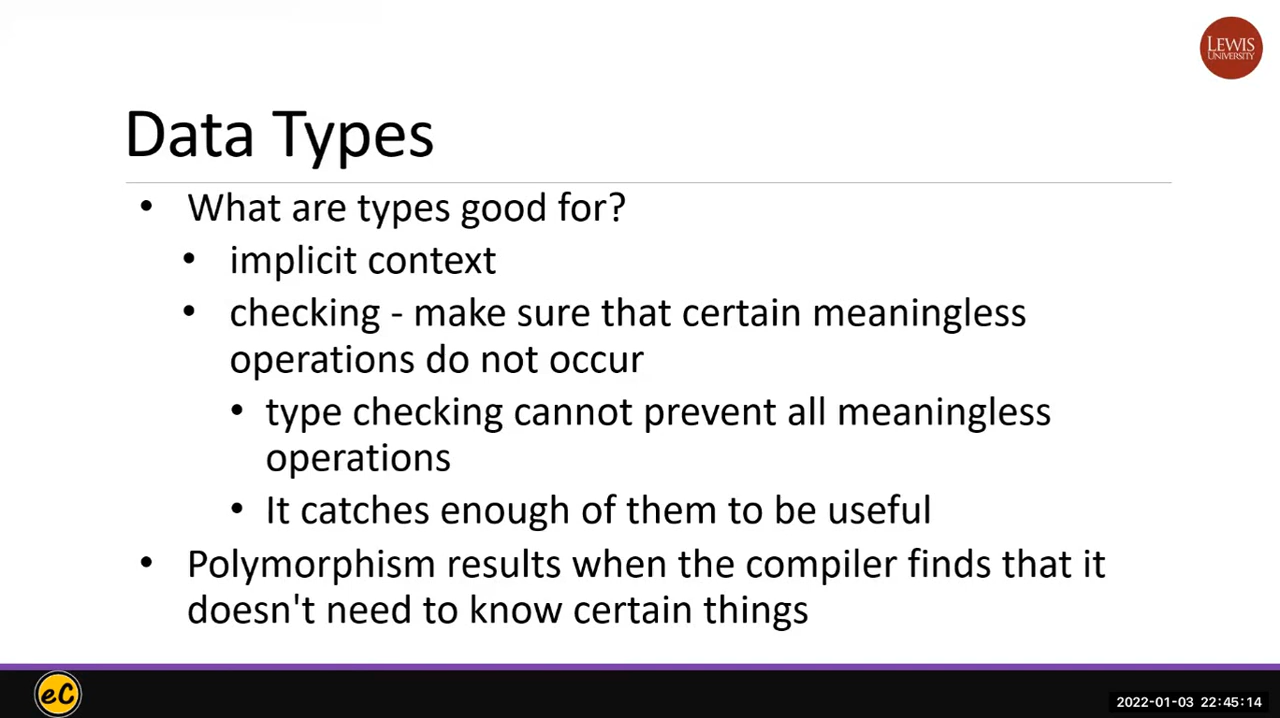 LEWIS
UNIVERSITY
Data Types
• What are types good for?
• implicit context
• checking - make sure that certain meaningless
operations do not occur
• type checking cannot prevent all meaningless
operations
• It catches enough of them to be useful
• Polymorphism results when the compiler finds that it
doesn't need to know certain things
eC
2022-01-03 22:45:14